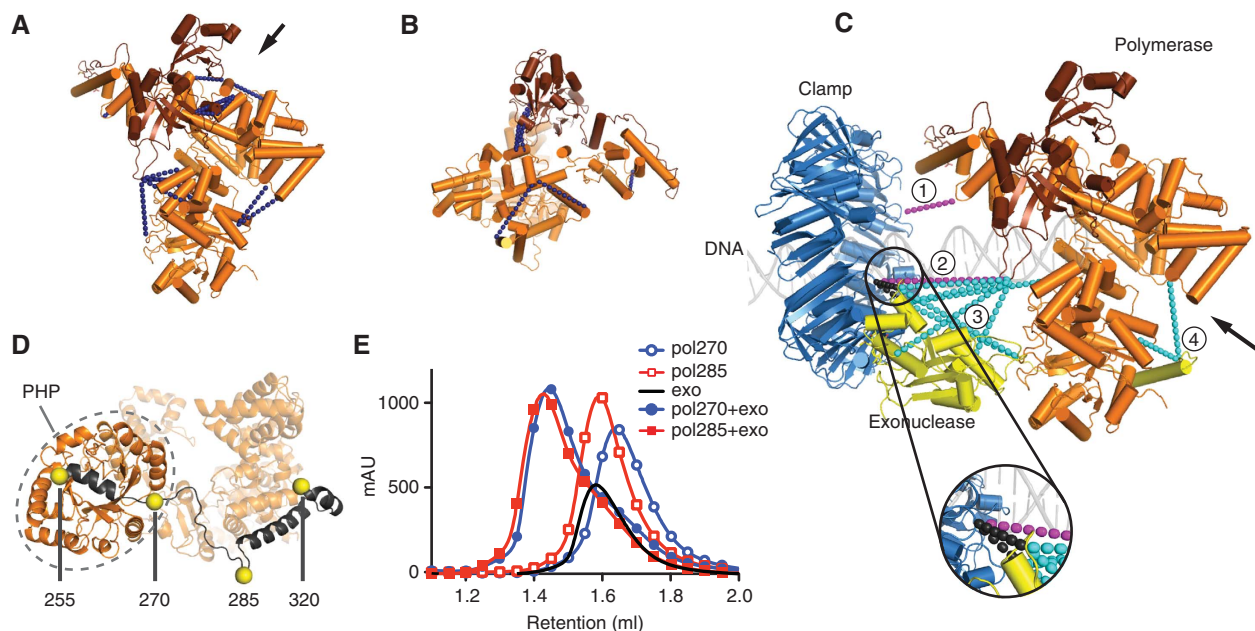 A
B
C
Polymerase
Clamp
1
DNA
2
3
4
Exonuclease
D
PHP
255
270
285
320
E
pol270
pol285
exo
pol270+exo
pol285+exo
1000
mAU
500
0
1.2
1.4
1.6
1.8
2.0
Retention (ml)